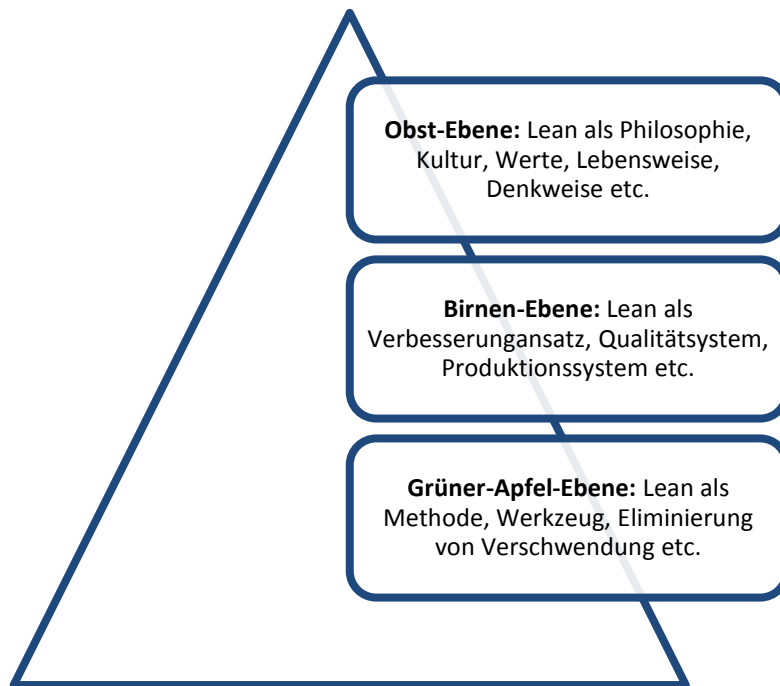 Obst-Ebene: Lean als Philosophie,
Kultur, Werte, Lebensweise,
Denkweise etc.
Birnen-Ebene: Lean als
Verbesserungansatz, Qualitätsystem,
Produktionssystem etc.
Grüner-Apfel-Ebene: Lean als
Methode, Werkzeug, Eliminierung
von Verschwendung etc.